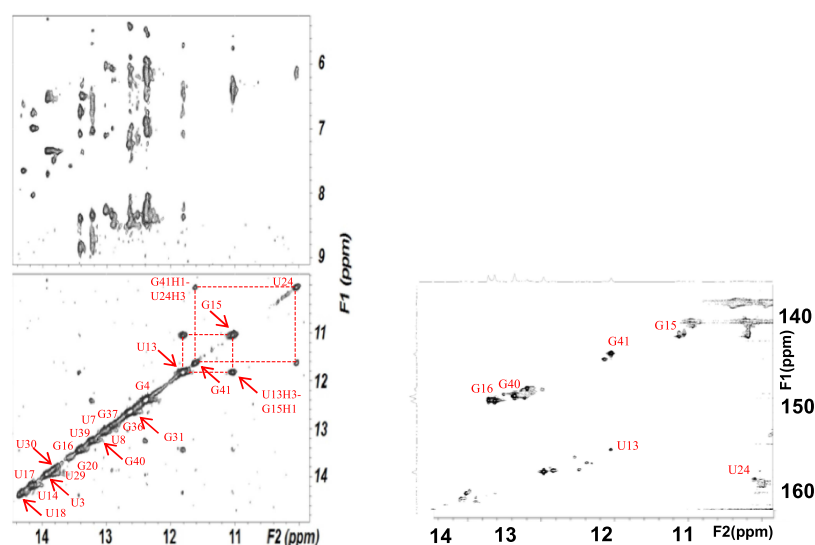 6
7
8
9
F1 (ppm)
G41H1-
U24H3
U24
G15
11
U13
12
G4
G41
U13H3-
G15H1
U7
G37
13
U39
G36
U30
G16
U8
G31
G40
U17
G20
U29
14
U14
U3
U18
14
13
12
11
F2 (ppm)
140
G15
G41
F1(ppm)
G16
G40
150
U13
U24
160
14
13
12
11
F2(ppm)